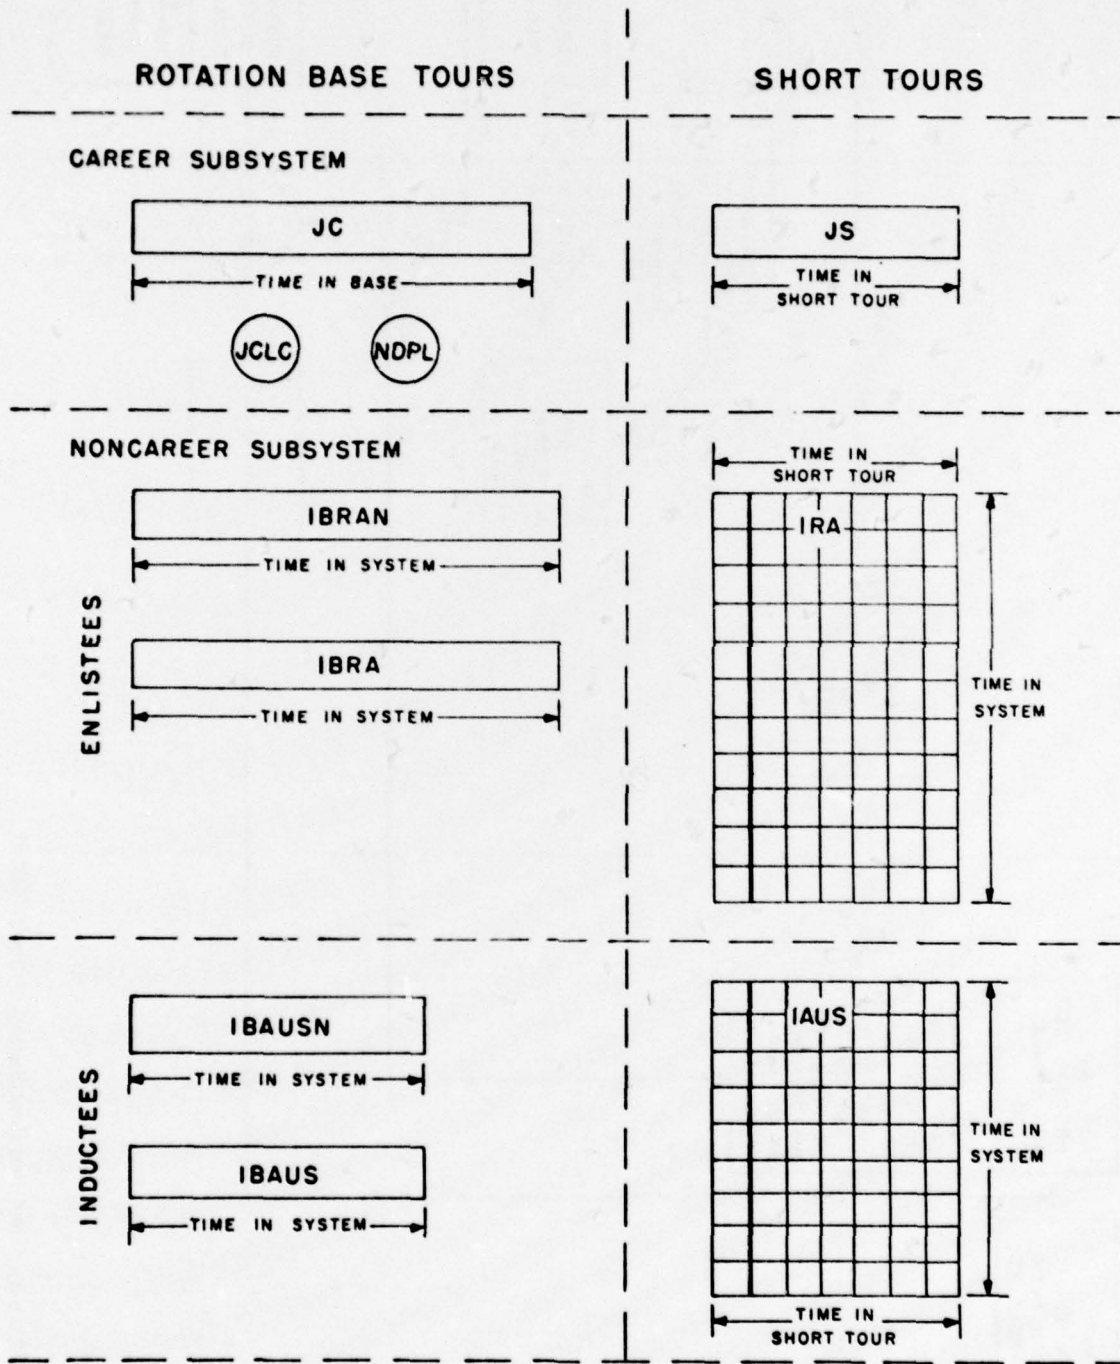 ROTATION BASE TOURS
SHORT TOURS
CAREER SUBSYSTEM
JC
TIME IN BASE
JCLC
NDPL
JS
TIME IN
SHORT TOUR
NONCAREER SUBSYSTEM
ENLISTEES
IBRAN
TIME IN SYSTEM
IBRA
TIME IN SYSTEM
TIME IN
SHORT TOUR
IRA
TIME IN
SYSTEM
INDUCTEES
IBAUSN
TIME IN SYSTEM
IBAUS
TIME IN SYSTEM
IAUS
TIME IN
SYSTEM
TIME IN
SHORT TOUR